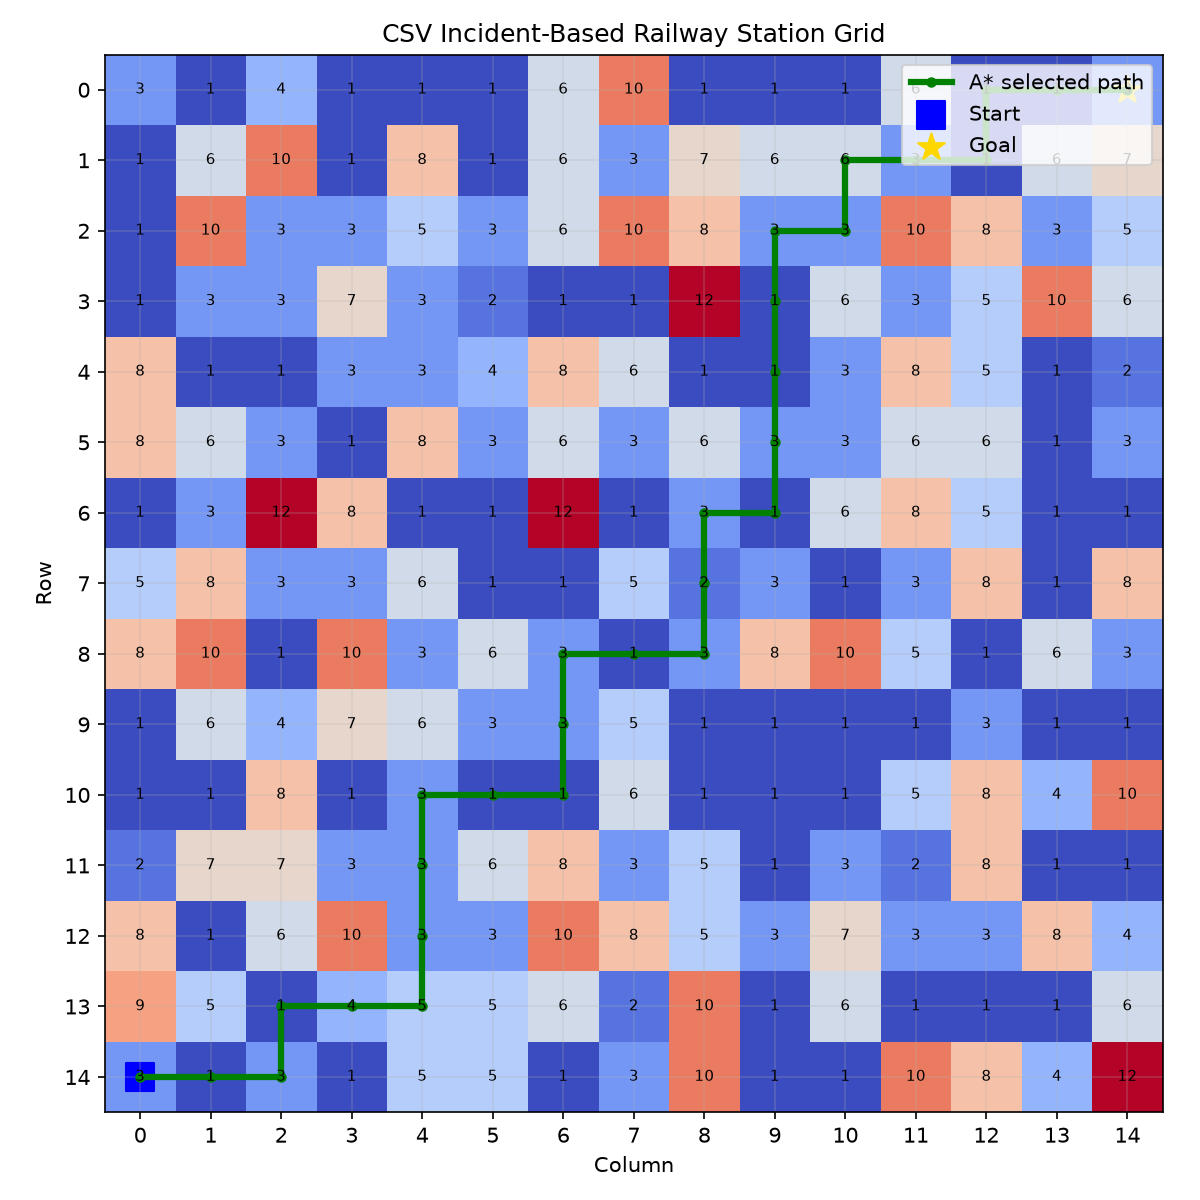 CSV Incident-Based Railway Station Grid
A* selected path
Start
Goal
0 3 1 4 1 1 1 6 10 1 1 1 6
1 1 6 10 1 8 1 6 3 7 6 6 3 1 6 7
2 1 10 3 3 5 3 6 10 8 3 3 10 8 3 5
3 1 3 3 7 3 2 1 1 12 1 6 3 5 10 6
4 8 1 1 3 3 4 8 6 1 1 3 8 5 1 2
5 8 6 3 1 8 3 6 3 6 3 3 6 6 1 3
6 1 3 12 8 1 1 12 1 3 1 6 8 5 1 1
7 5 8 3 3 6 1 1 5 2 3 1 3 8 1 8
8 8 10 1 10 3 6 3 1 3 8 10 5 1 6 3
9 1 6 4 7 6 3 3 5 1 1 1 1 3 1 1
10 1 1 8 1 3 1 1 6 1 1 1 5 8 4 10
11 2 7 7 3 3 6 8 3 5 1 3 2 8 1 1
12 8 1 6 10 3 3 10 8 5 3 7 3 3 8 4
13 9 5 1 4 5 5 6 2 10 1 6 1 1 1 6
14 3 1 3 1 5 5 1 3 10 1 1 10 8 4 12
0 1 2 3 4 5 6 7 8 9 10 11 12 13 14
Column
Row